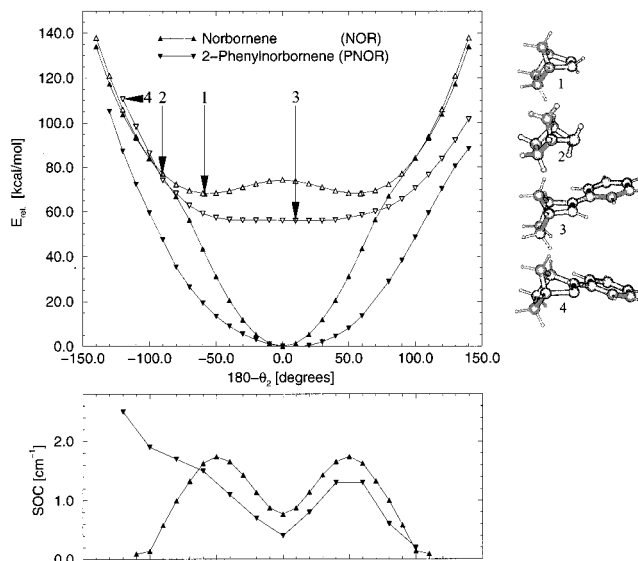 140.0
120.0
100.0
80.0
60.0
40.0
20.0
0.0
E_rel. [kcal/mol]
Norbornene (NOR)
2−Phenylnorbornene (PNOR)
4 2 1 3
−150.0 −100.0 −50.0 0.0 50.0 100.0 150.0
180−θ₂ [degrees]
1
2
3
4
2.0
1.0
0.0
SOC [cm⁻¹]